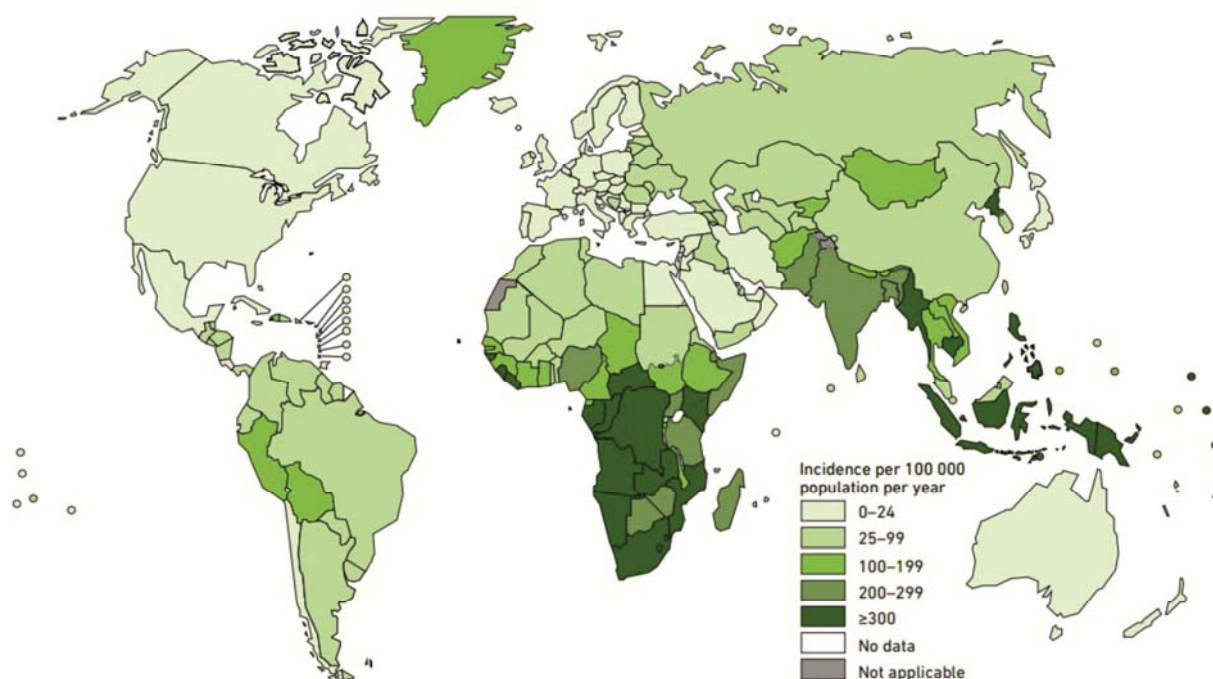 Incidence per 100 000
population per year
0–24
25–99
100–199
200–299
≥300
No data
Not applicable